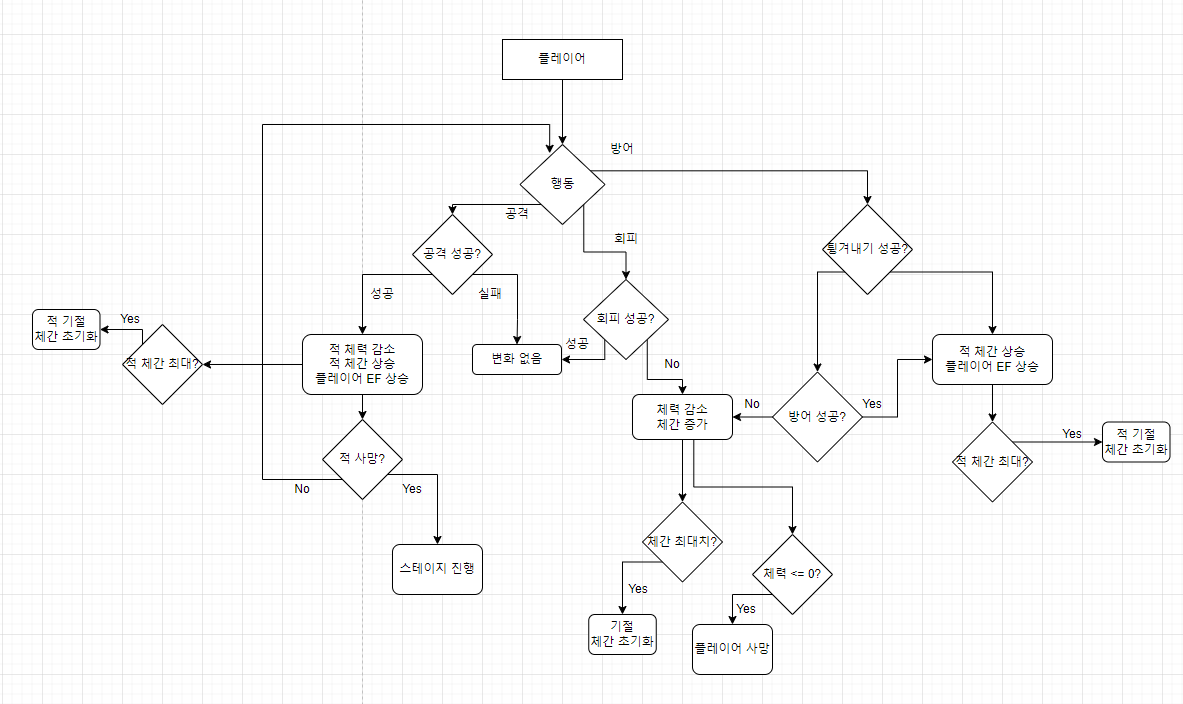 플레이어
방어
행동
공격
회피
공격 성공?
튕겨내기 성공?
성공
실패
회피 성공?
Yes
적 기절
체간 초기화
적 체간 최대?
적 체력 감소
적 체간 상승
플레이어 EF 상승
변화 없음
성공
No
적 체간 상승
플레이어 EF 상승
체력 감소
체간 증가
No
방어 성공?
Yes
적 사망?
No
Yes
적 체간 최대?
Yes
적 기절
체간 초기화
스테이지 진행
체간 최대치?
체력 <= 0?
Yes
Yes
기절
체간 초기화
플레이어 사망